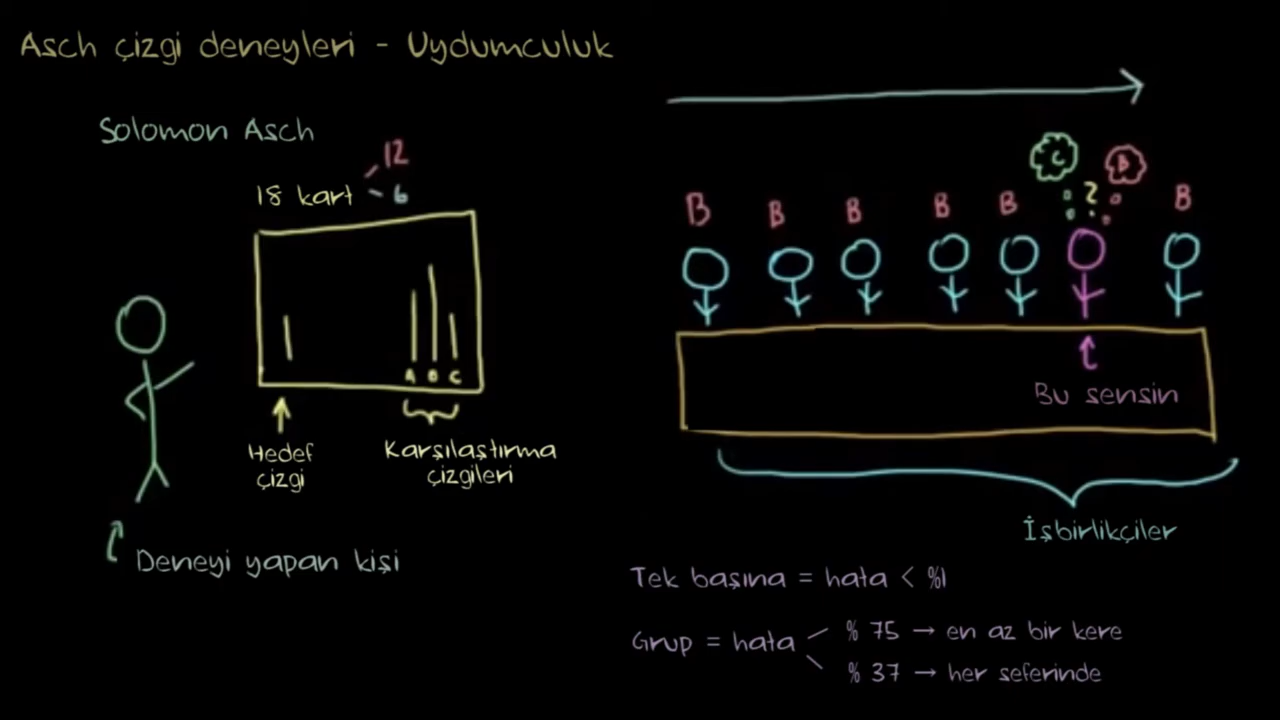 Asch çizgi deneyleri - Uydumculuk
Solomon Asch
18 kart
12
6
A B C
Hedef
çizgi
Karşılaştırma
çizgileri
Deneyi yapan kişi
C B
B B B B B ? B
Bu sensin
İşbirlikçiler
Tek başına = hata < %1
Grup = hata
% 75 → en az bir kere
% 37 → her seferinde